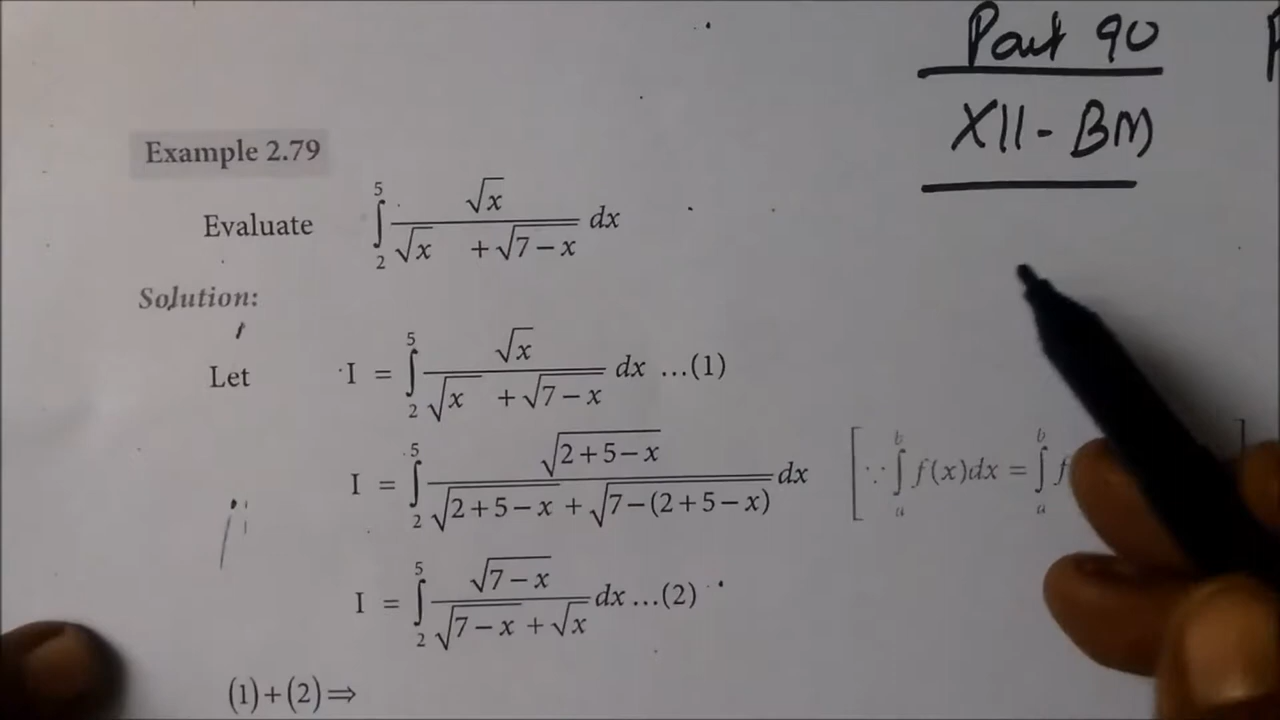 Part 90
XII - BM
Example 2.79
Evaluate ∫₂⁵ √x / (√x + √(7−x)) dx
Solution:
Let I = ∫₂⁵ √x / (√x + √(7−x)) dx ...(1)
I = ∫₂⁵ √(2+5−x) / (√(2+5−x) + √(7−(2+5−x))) dx [∵ ∫ₐᵇ f(x)dx = ∫ₐᵇ f
I = ∫₂⁵ √(7−x) / (√(7−x) + √x) dx ...(2)
(1)+(2)⇒